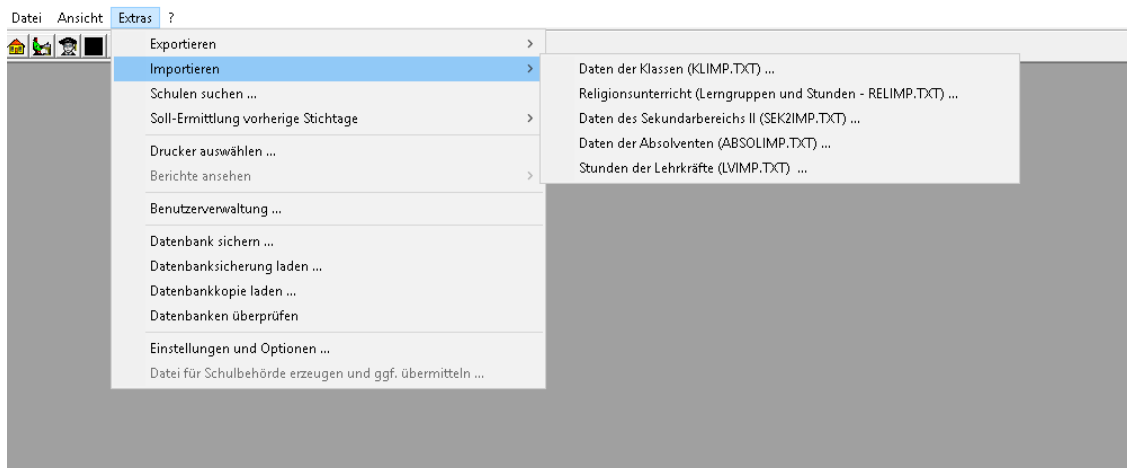 Datei Ansicht Extras ?
Exportieren
Importieren
Schulen suchen ...
Soll-Ermittlung vorherige Stichtage
Drucker auswählen ...
Berichte ansehen
Benutzerverwaltung ...
Datenbank sichern ...
Datenbanksicherung laden ...
Datenbankkopie laden ...
Datenbanken überprüfen
Einstellungen und Optionen ...
Datei für Schulbehörde erzeugen und ggf. übermitteln ...
Daten der Klassen (KLIMP.TXT) ...
Religionsunterricht (Lerngruppen und Stunden - RELIMP.TXT) ...
Daten des Sekundarbereichs II (SEK2IMP.TXT) ...
Daten der Absolventen (ABSOLIMP.TXT) ...
Stunden der Lehrkräfte (LVIMP.TXT) ...